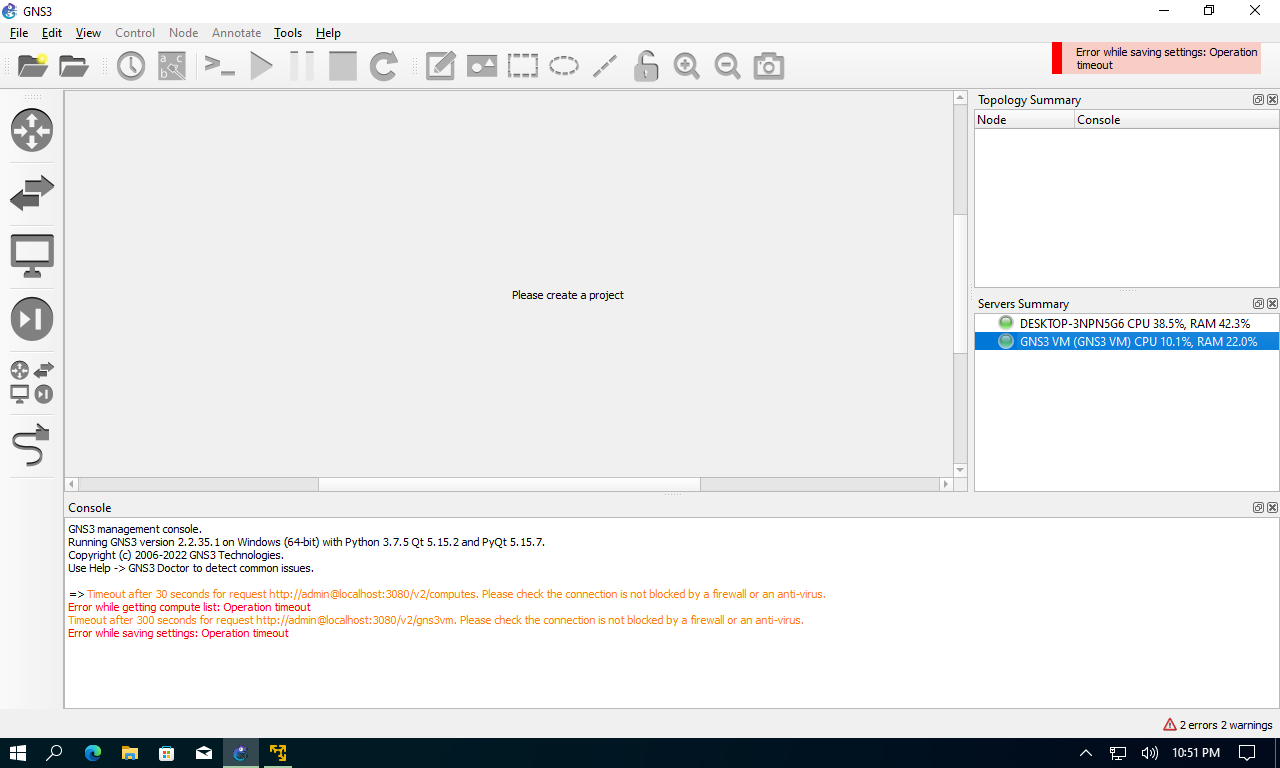 GNS3
File Edit View Control Node Annotate Tools Help
Error while saving settings: Operation
timeout
Topology Summary
Node Console
Please create a project
Servers Summary
DESKTOP-3NPN5G6 CPU 38.5%, RAM 42.3%
GNS3 VM (GNS3 VM) CPU 10.1%, RAM 22.0%
Console
GNS3 management console.
Running GNS3 version 2.2.35.1 on Windows (64-bit) with Python 3.7.5 Qt 5.15.2 and PyQt 5.15.7.
Copyright (c) 2006-2022 GNS3 Technologies.
Use Help -> GNS3 Doctor to detect common issues.
=> Timeout after 30 seconds for request http://admin@localhost:3080/v2/computes. Please check the connection is not blocked by a firewall or an anti-virus.
Error while getting compute list: Operation timeout
Timeout after 300 seconds for request http://admin@localhost:3080/v2/gns3vm. Please check the connection is not blocked by a firewall or an anti-virus.
Error while saving settings: Operation timeout
2 errors 2 warnings
10:51 PM